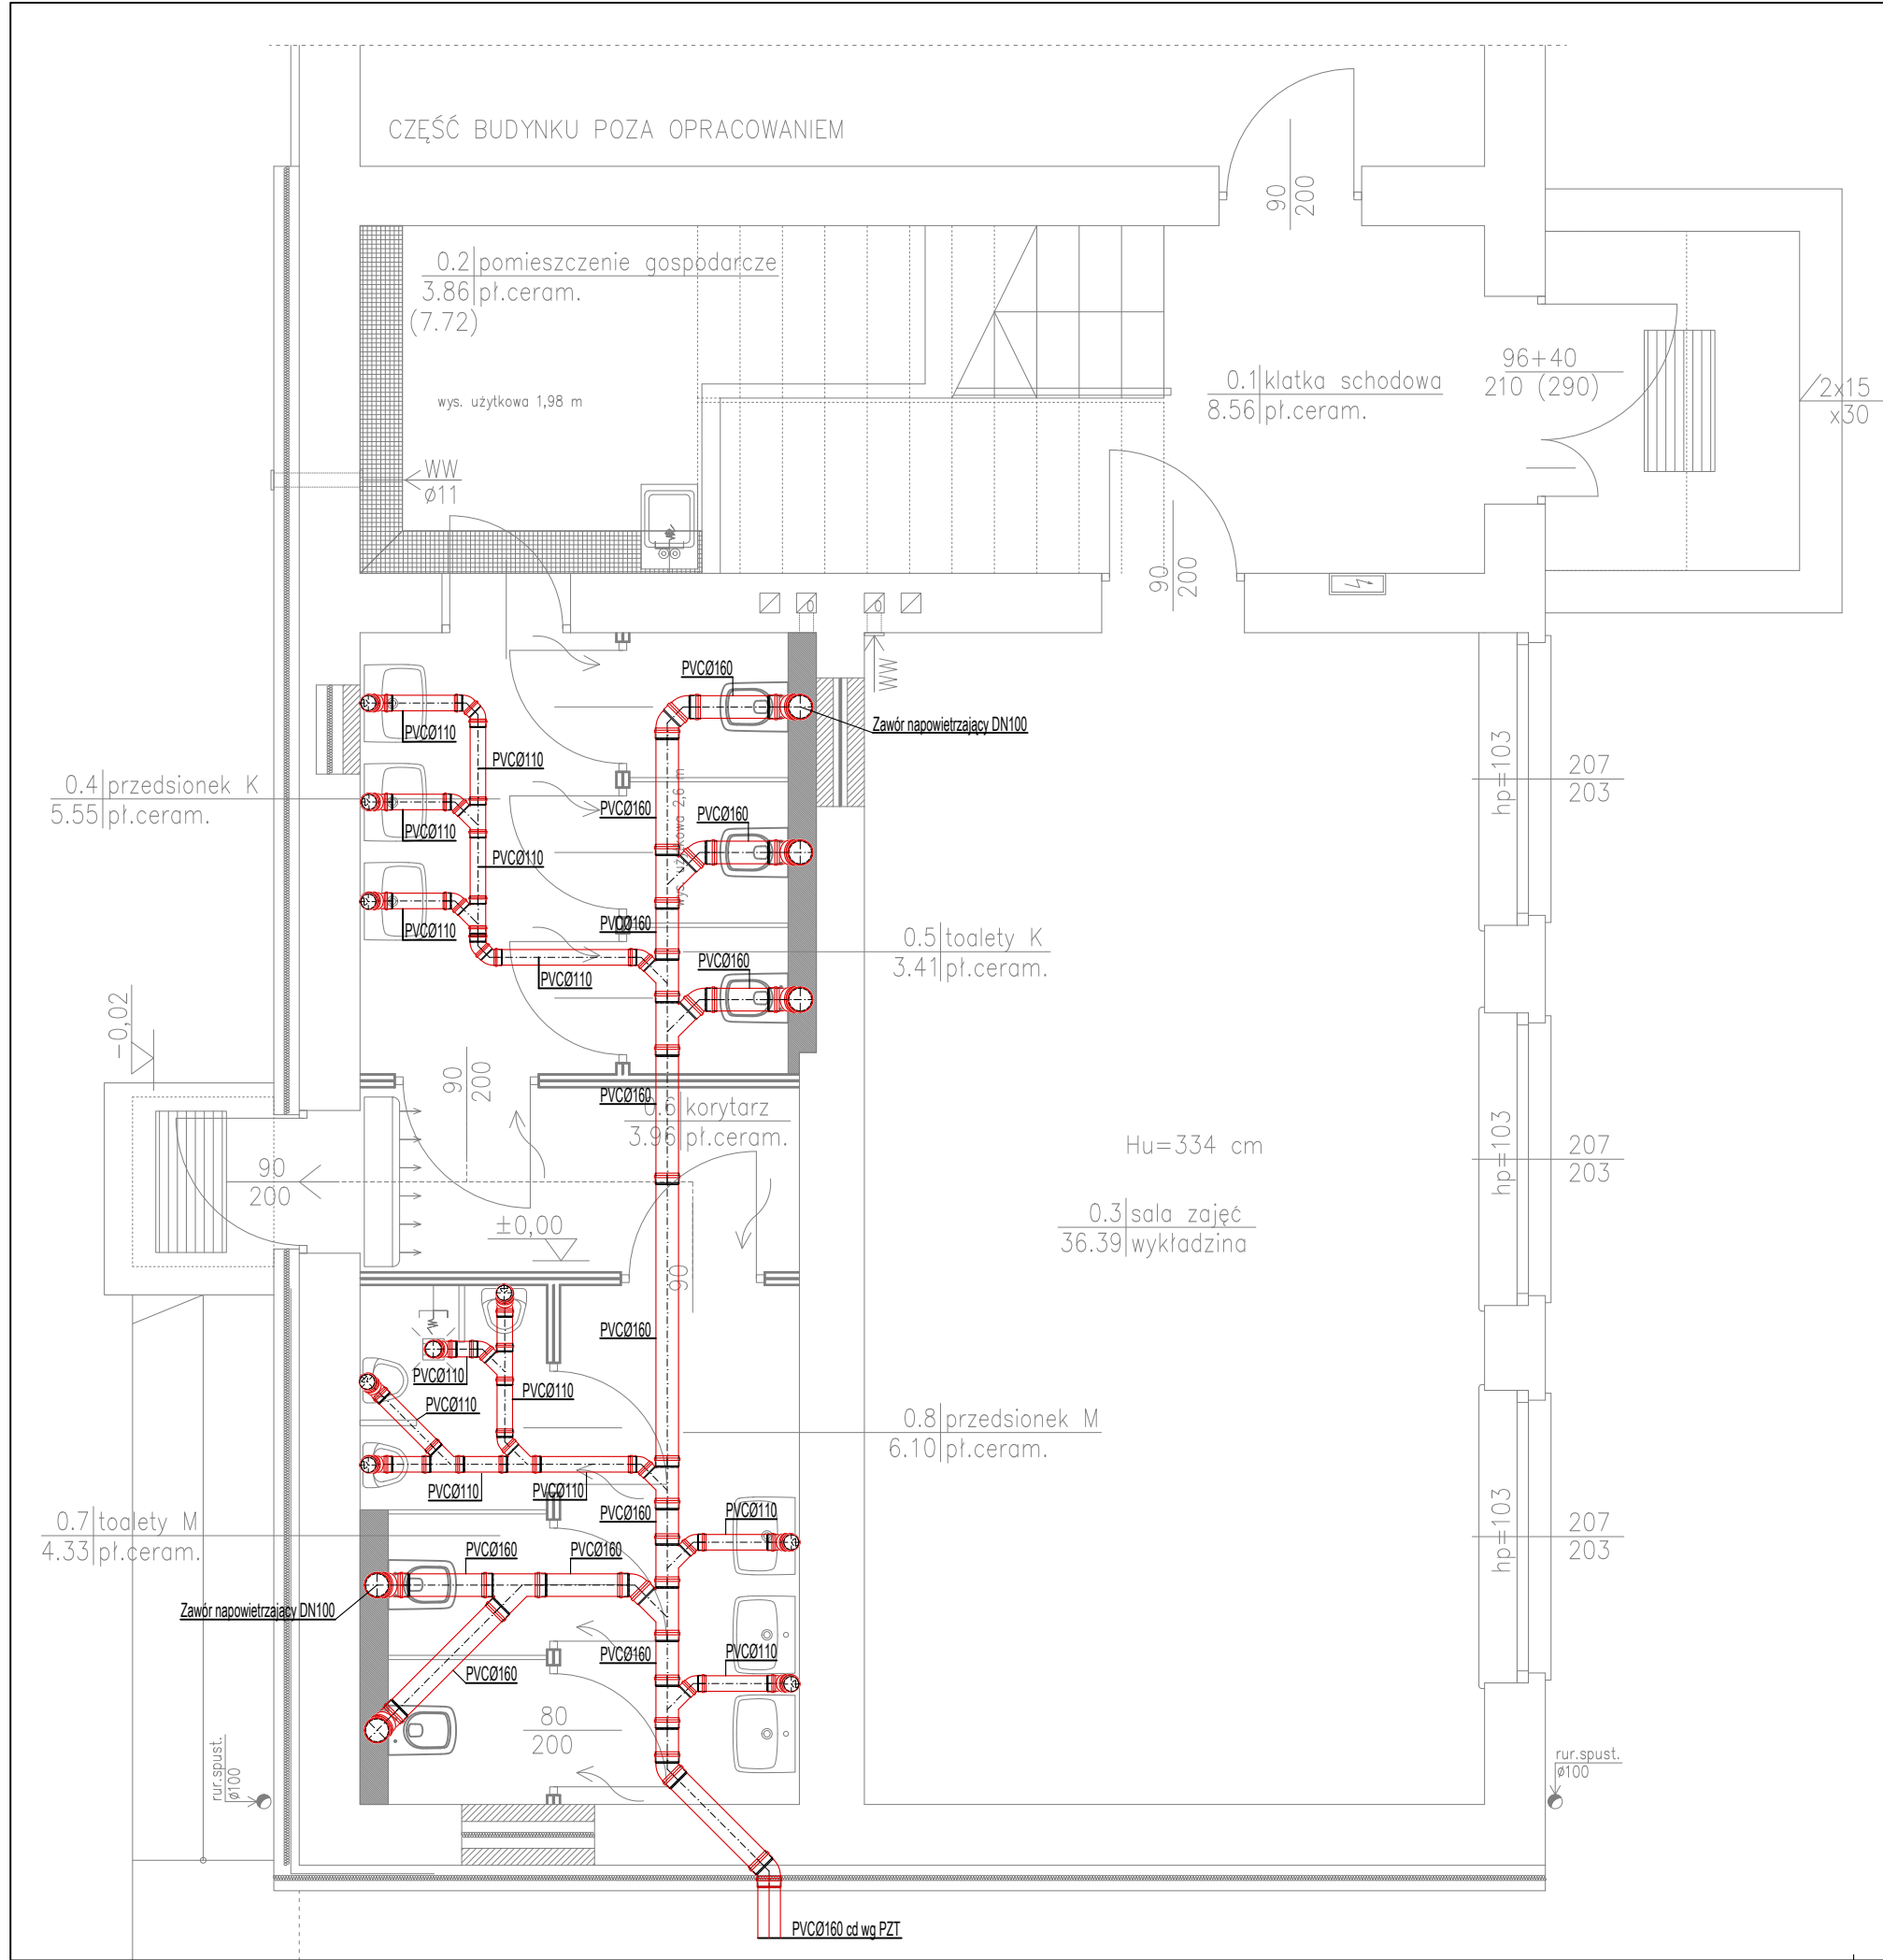 CZĘŚĆ BUDYNKU POZA OPRACOWANIEM
90
200
0.2 pomieszczenie gospodarcze
3.86 pł.ceram.
(7.72)
wys. użytkowa 1,98 m
0.1 klatka schodowa
8.56 pł.ceram.
96+40
210 (290)
2x15
x30
WW
ø11
90
200
WW
PVCØ160
Zawór napowietrzający DN100
PVCØ110
PVCØ110
hp=103
207
203
0.4 przedsionek K
5.55 pł.ceram.
PVCØ160
wys. użytkowa 2,6 m
PVCØ160
PVCØ110
PVCØ110
PVCØ110
PVCØ160
0.5 toalety K
3.41 pł.ceram.
PVCØ160
PVCØ110
-0,02
90
200
PVCØ160
0.6 korytarz
3.96 pł.ceram.
Hu=334 cm
hp=103
207
203
90
200
±0,00
0.3 sala zajęć
36.39 wykładzina
90
PVCØ160
PVCØ110
PVCØ110
PVCØ110
0.8 przedsionek M
6.10 pł.ceram.
PVCØ110
PVCØ110
PVCØ160
PVCØ110
hp=103
207
203
0.7 toalety M
4.33 pł.ceram.
PVCØ160
PVCØ160
Zawór napowietrzający DN100
PVCØ160
PVCØ160
PVCØ110
80
200
rur.spust.
ø100
rur.spust.
ø100
PVCØ160 cd wg PZT